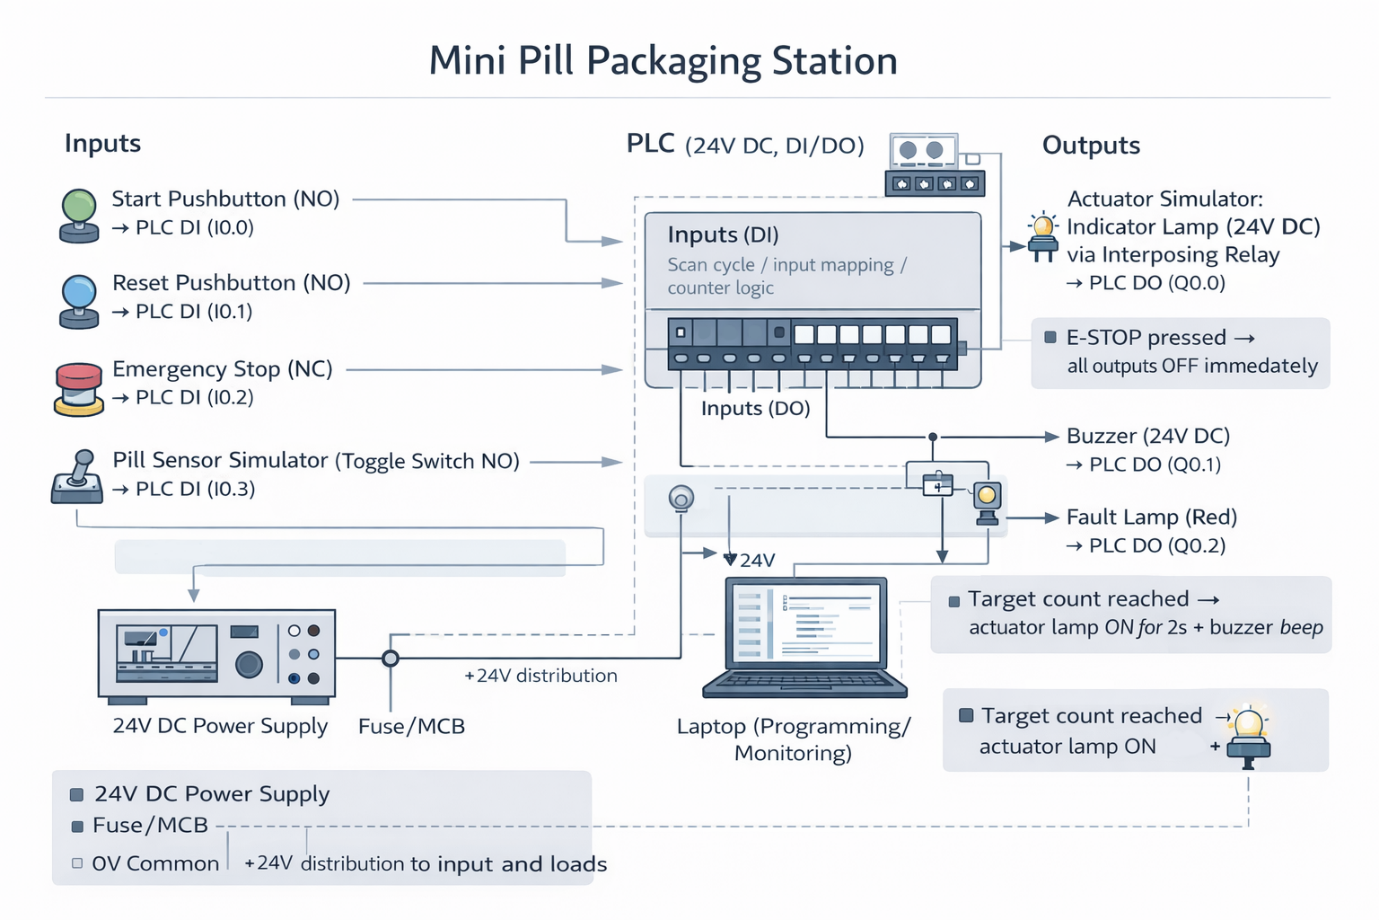 Mini Pill Packaging Station
Inputs
Start Pushbutton (NO)
→ PLC DI (I0.0)
Reset Pushbutton (NO)
→ PLC DI (I0.1)
Emergency Stop (NC)
→ PLC DI (I0.2)
Pill Sensor Simulator (Toggle Switch NO)
→ PLC DI (I0.3)
PLC (24V DC, DI/DO)
Inputs (DI)
Scan cycle / input mapping /
counter logic
Inputs (DO)
Outputs
Actuator Simulator:
Indicator Lamp (24V DC)
via Interposing Relay
→ PLC DO (Q0.0)
E-STOP pressed →
all outputs OFF immediately
Buzzer (24V DC)
→ PLC DO (Q0.1)
Fault Lamp (Red)
→ PLC DO (Q0.2)
24V
Target count reached →
actuator lamp ON for 2s + buzzer beep
+24V distribution
24V DC Power Supply
Fuse/MCB
Laptop (Programming/
Monitoring)
Target count reached →
actuator lamp ON +
24V DC Power Supply
Fuse/MCB
0V Common
+24V distribution to input and loads